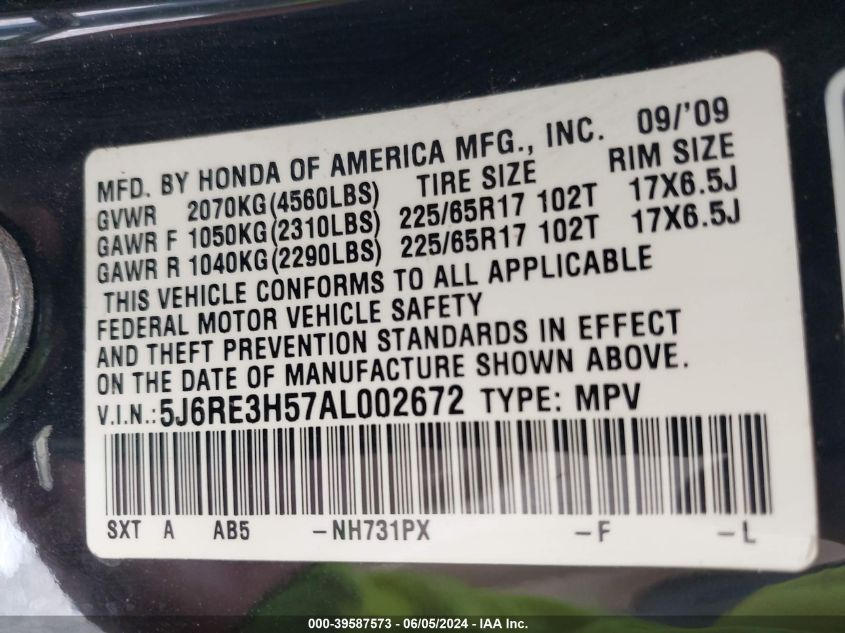 MFD. BY HONDA OF AMERICA MFG., INC. 09/'09
GVWR 2070KG(4560LBS) TIRE SIZE RIM SIZE
GAWR F 1050KG(2310LBS) 225/65R17 102T 17X6.5J
GAWR R 1040KG(2290LBS) 225/65R17 102T 17X6.5J
THIS VEHICLE CONFORMS TO ALL APPLICABLE
FEDERAL MOTOR VEHICLE SAFETY
AND THEFT PREVENTION STANDARDS IN EFFECT
ON THE DATE OF MANUFACTURE SHOWN ABOVE.
V.I.N.:5J6RE3H57AL002672 TYPE: MPV
SXT A AB5 -NH731PX -F -L
000-39587573 - 06/05/2024 - IAA Inc.